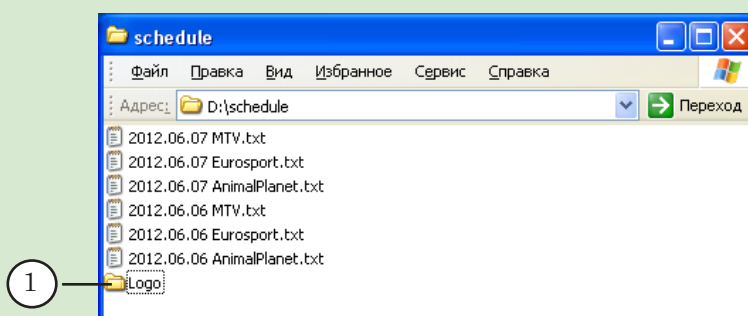 schedule
Файл Правка Вид Избранное Сервис Справка
Адрес: D:\schedule Переход
2012.06.07 MTV.txt
2012.06.07 Eurosport.txt
2012.06.07 AnimalPlanet.txt
2012.06.06 MTV.txt
2012.06.06 Eurosport.txt
2012.06.06 AnimalPlanet.txt
1 Logo